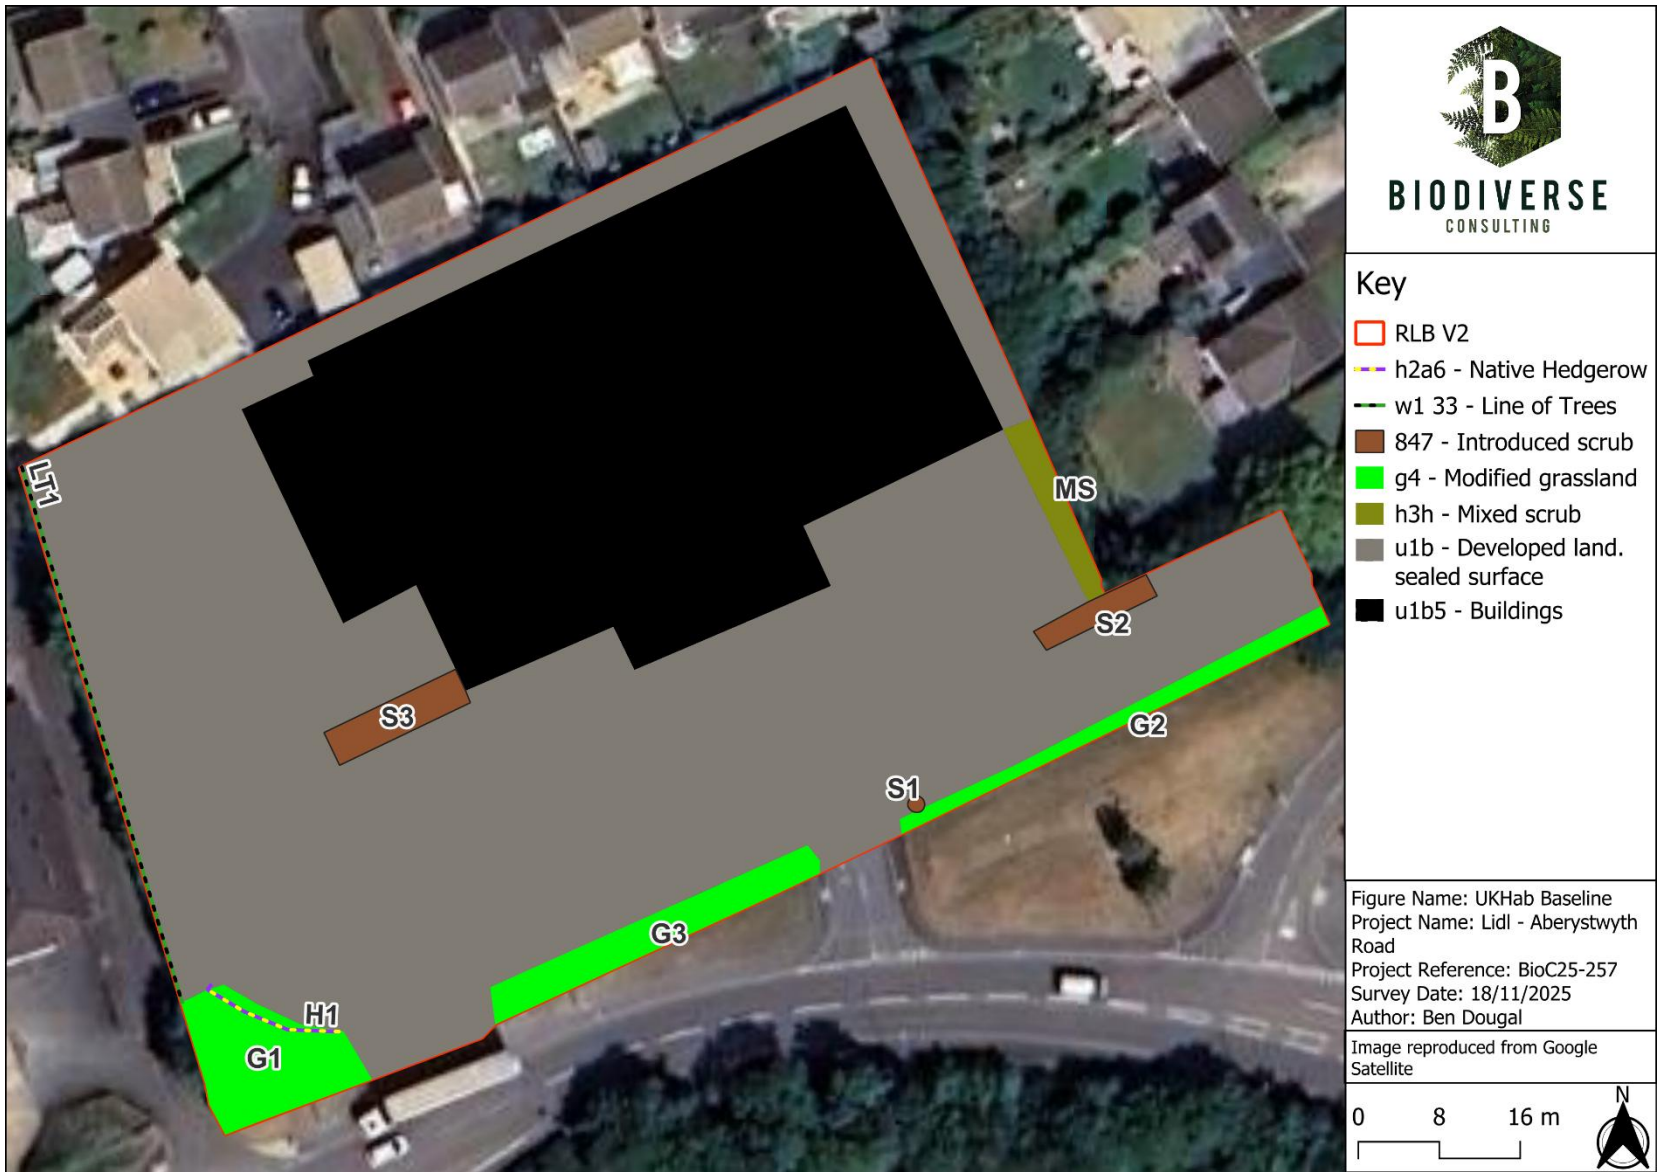 BIODIVERSE
CONSULTING
Key
RLB V2
h2a6 - Native Hedgerow
w1 33 - Line of Trees
847 - Introduced scrub
g4 - Modified grassland
h3h - Mixed scrub
u1b - Developed land.
sealed surface
u1b5 - Buildings
LT1
MS
S2
S3
G2
S1
G3
H1
G1
Figure Name: UKHab Baseline
Project Name: Lidl - Aberystwyth
Road
Project Reference: BioC25-257
Survey Date: 18/11/2025
Author: Ben Dougal
Image reproduced from Google
Satellite
0 8 16 m
N
B